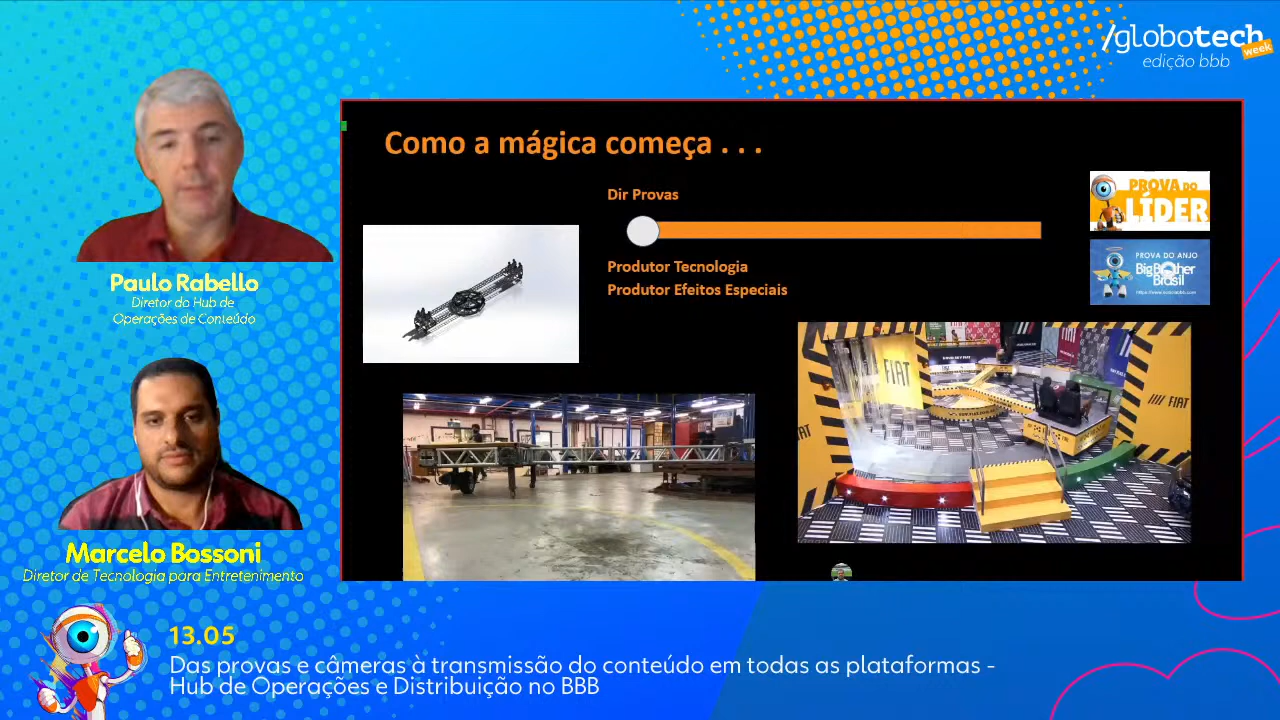 /globotech
week
edição bbb
Como a mágica começa . . .
Dir Provas
Produtor Tecnologia
Produtor Efeitos Especiais
PROVA DO
LÍDER
PROVA DO ANJO
Big Brother
Brasil
FIAT
FIAT
FIAT
Paulo Rabello
Diretor do Hub de
Operações de Conteúdo
Marcelo Bossoni
Diretor de Tecnologia para Entretenimento
13.05
Das provas e câmeras à transmissão do conteúdo em todas as plataformas -
Hub de Operações e Distribuição no BBB